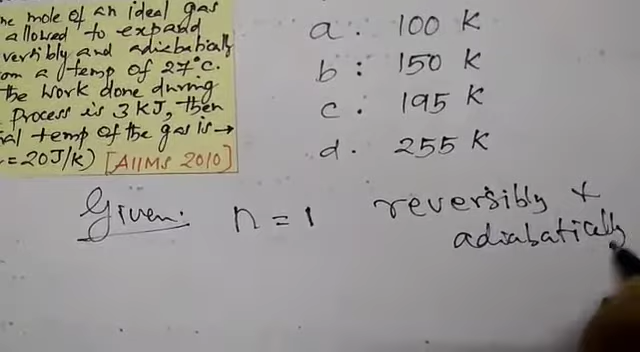 ne mole of an ideal gas
allowed to expand
versibly and adiabatically
om a temp of 27°C.
the work done during
process is 3 KJ, then
al temp of the gas is →
= 20J/K) [AIIMS 2010]
a. 100 K
b: 150 K
c. 195 K
d. 255 K
Given. n = 1 reversibly &
adiabatically